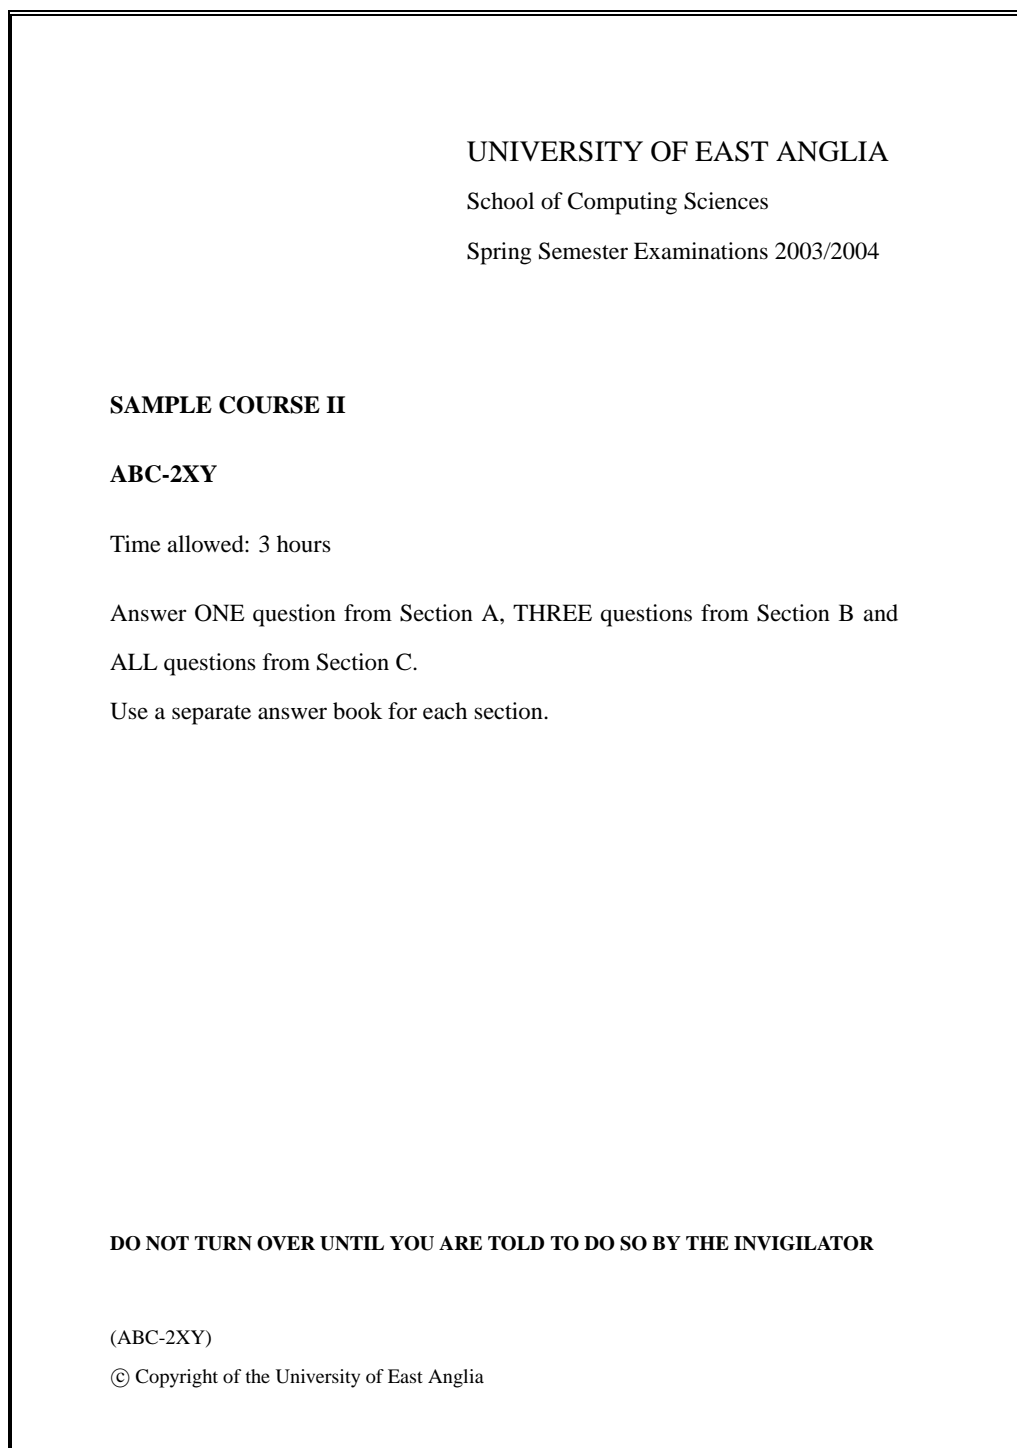 UNIVERSITY OF EAST ANGLIA
School of Computing Sciences
Spring Semester Examinations 2003/2004
SAMPLE COURSE II
ABC-2XY
Time allowed: 3 hours
Answer ONE question from Section A, THREE questions from Section B and
ALL questions from Section C.
Use a separate answer book for each section.
DO NOT TURN OVER UNTIL YOU ARE TOLD TO DO SO BY THE INVIGILATOR
(ABC-2XY)
© Copyright of the University of East Anglia